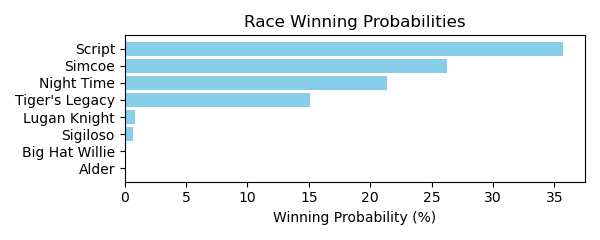 Race Winning Probabilities
Script
Simcoe
Night Time
Tiger's Legacy
Lugan Knight
Sigiloso
Big Hat Willie
Alder
0 5 10 15 20 25 30 35
Winning Probability (%)